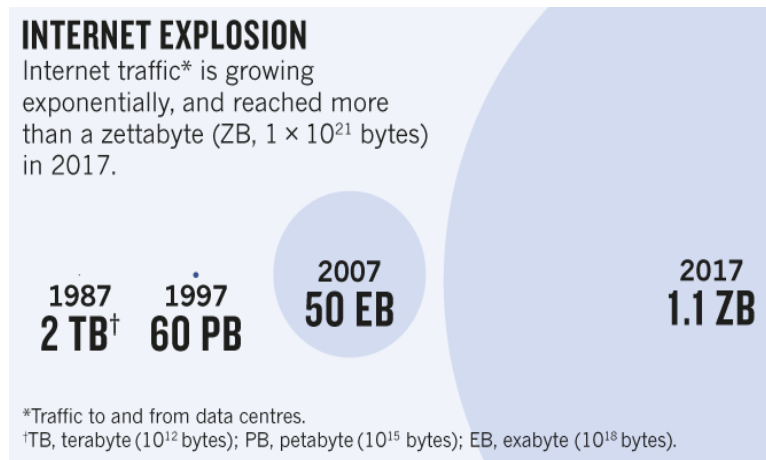 INTERNET EXPLOSION
Internet traffic* is growing
exponentially, and reached more
than a zettabyte (ZB, 1 × 10²¹ bytes)
in 2017.
1987
2 TB†
1997
60 PB
2007
50 EB
2017
1.1 ZB
*Traffic to and from data centres.
†TB, terabyte (10¹² bytes); PB, petabyte (10¹⁵ bytes); EB, exabyte (10¹⁸ bytes).